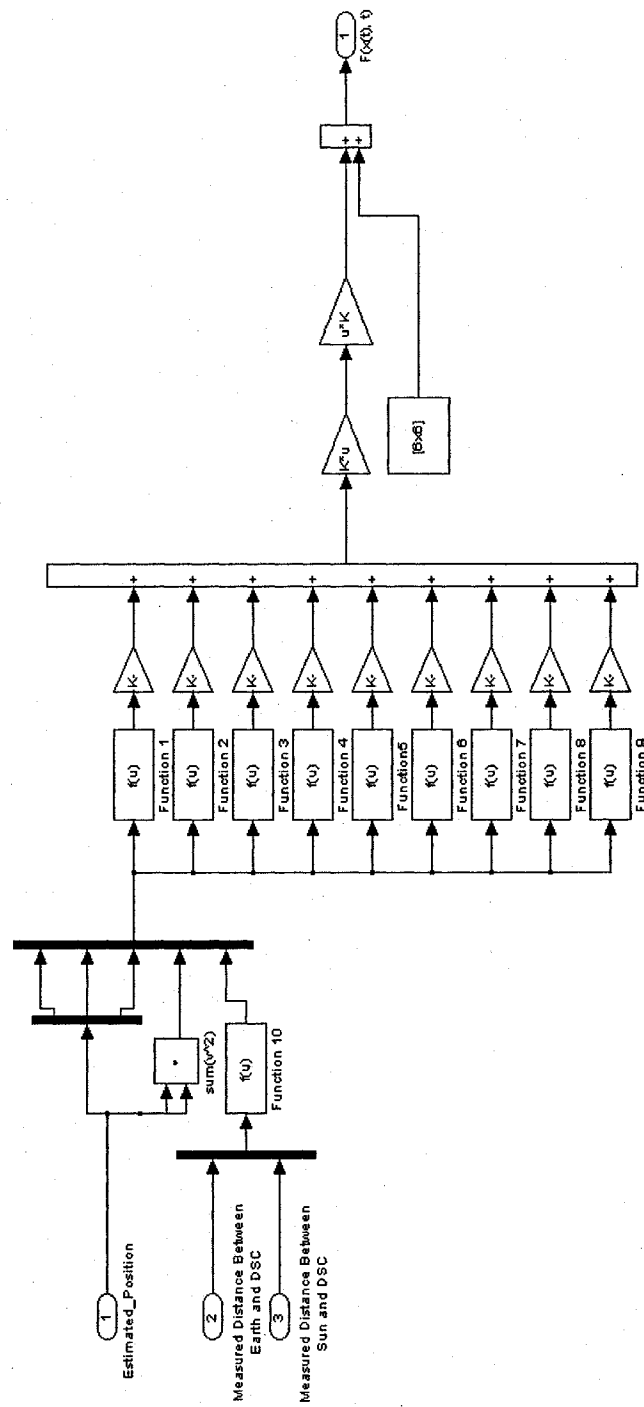 1
Estimated_Position
2
Measured Distance Between
Earth and DSC
3
Measured Distance Between
Sun and DSC
sum(v^2)
f(u)
Function 10
f(u)
Function 1
f(u)
Function 2
f(u)
Function 3
f(u)
Function 4
f(u)
Function5
f(u)
Function 6
f(u)
Function 7
f(u)
Function 8
f(u)
Function 9
K-
K-
K-
K-
K-
K-
K-
K-
K-
+
+
+
+
+
+
+
+
+
K*u
u*K
[6x6]
+
+
1
F(x(t), t)